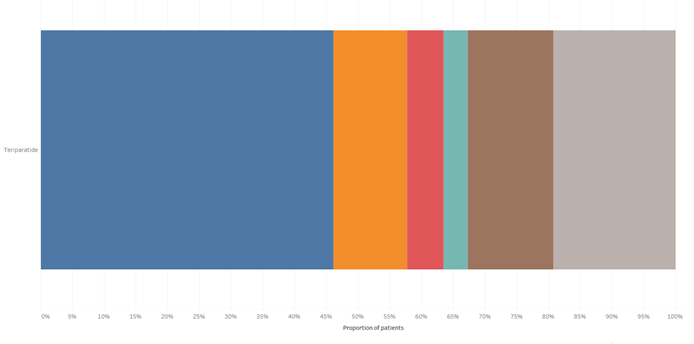 Teriparatide
0% 5% 10% 15% 20% 25% 30% 35% 40% 45% 50% 55% 60% 65% 70% 75% 80% 85% 90% 95% 100%
Proportion of patients